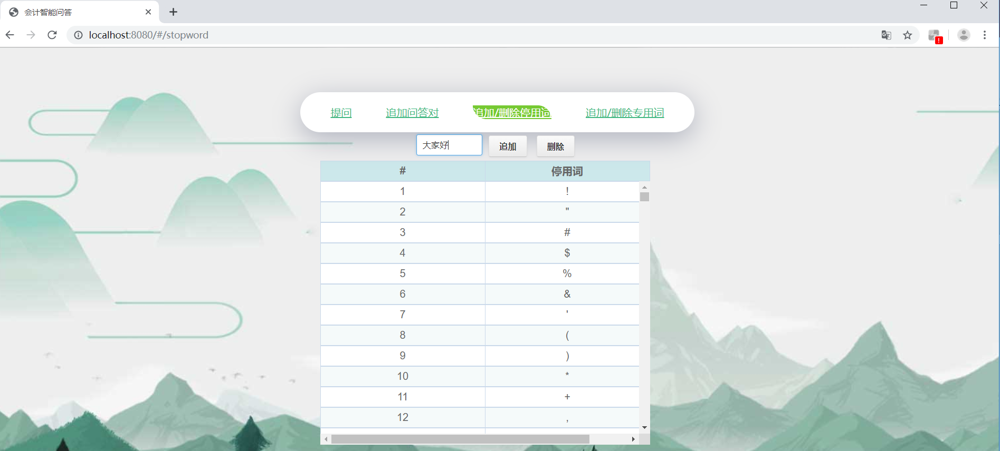 会计智能问答
localhost:8080/#/stopword
提问 追加问答对 追加/删除停用词 追加/删除专用词
大家好 追加 删除
# 停用词
1 !
2 "
3 #
4 $
5 %
6 &
7 '
8 (
9 )
10 *
11 +
12 ,